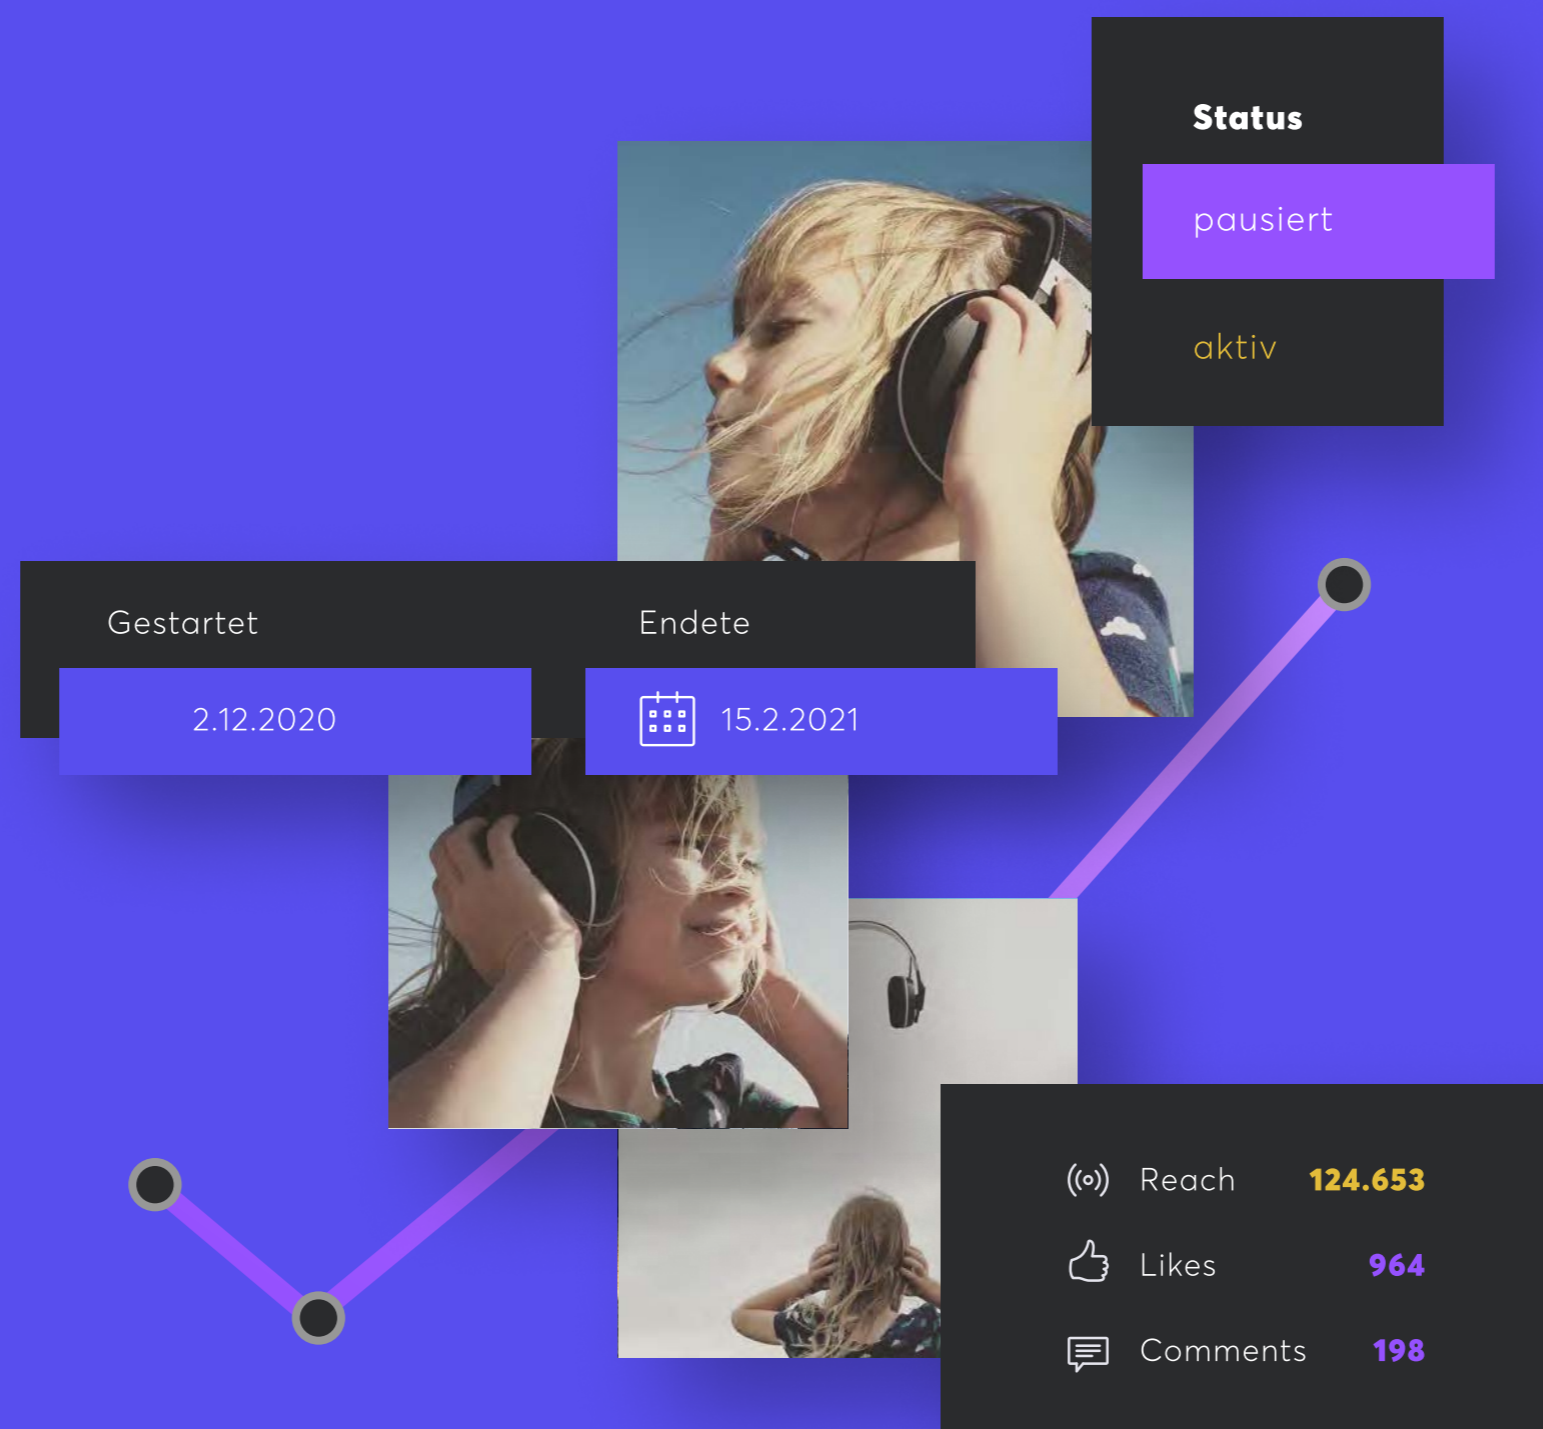 Status
pausiert
aktiv
Gestartet
Endete
2.12.2020
15.2.2021
Reach 124.653
Likes 964
Comments 198